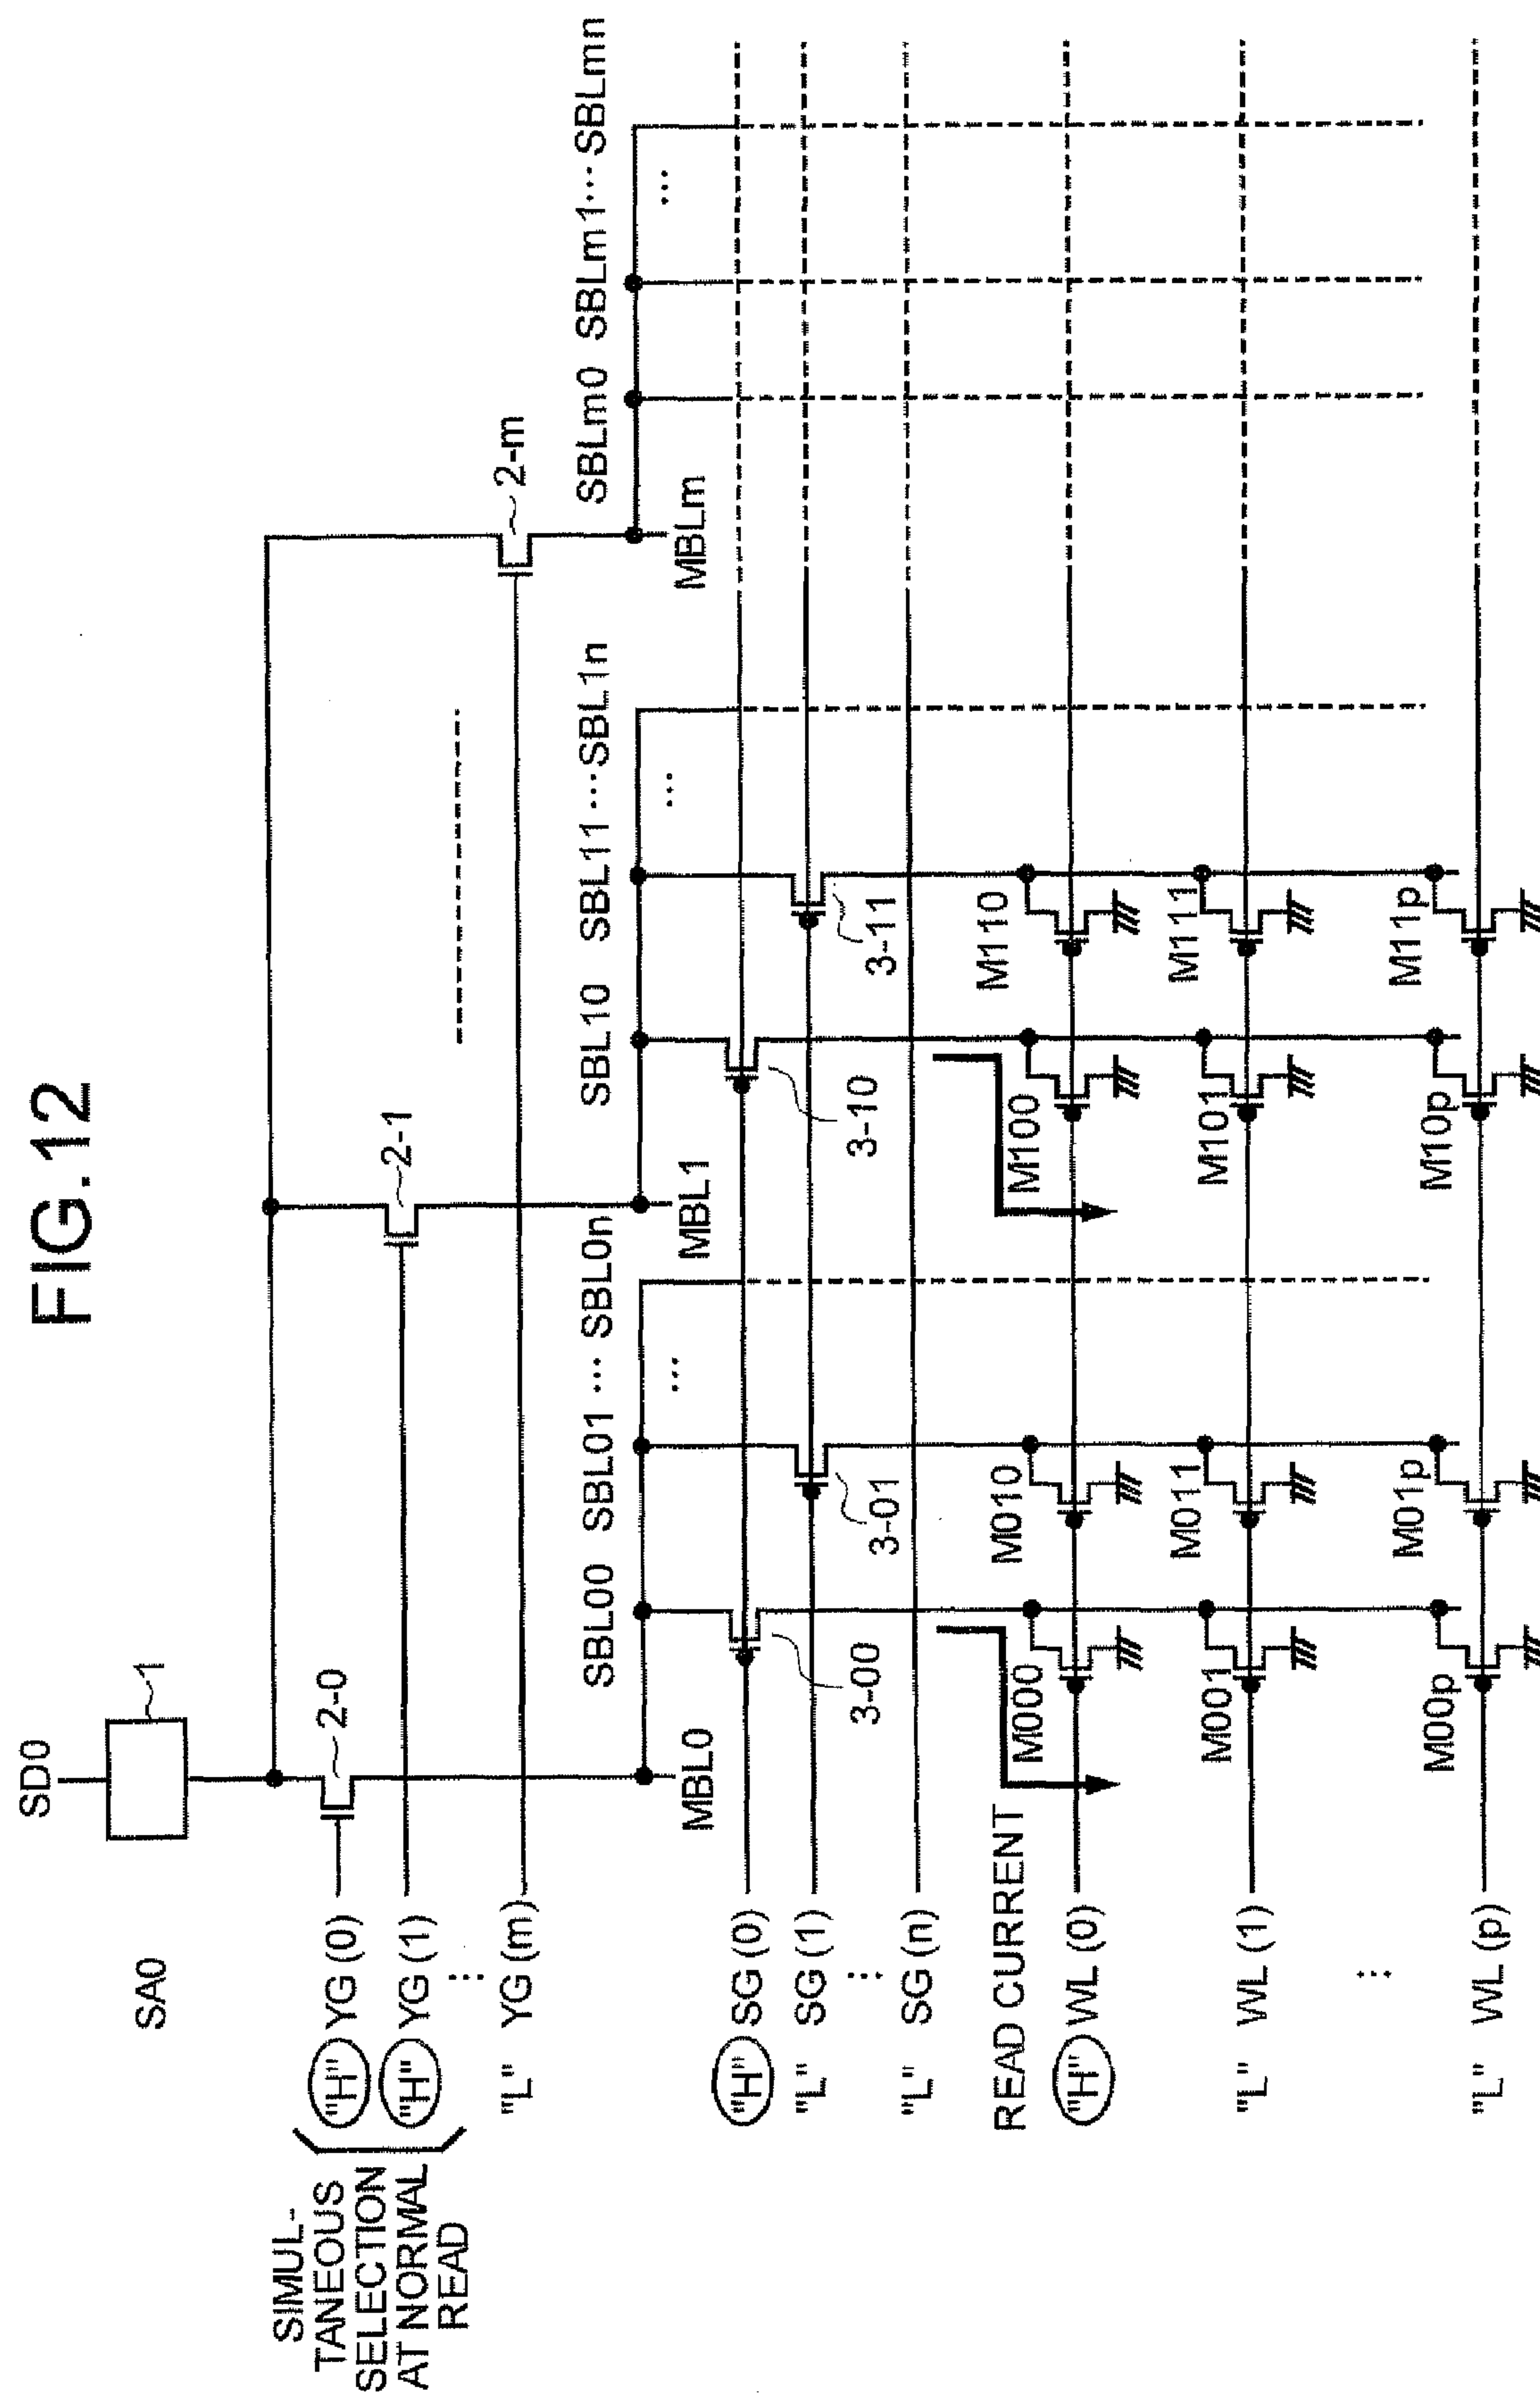 FIG.12
SD0
SA0
1
"H" YG (0)
2-0
"H" YG (1)
2-1
⋮
"L" YG (m)
2-m
SIMUL-
TANEOUS
SELECTION
AT NORMAL
READ
SBL00 SBL01 ··· SBL0n
SBL10 SBL11 ···SBL1n
SBLm0 SBLm1··· SBLmn
··· ··· ···
MBL0
MBL1
MBLm
"H" SG (0)
"L" SG (1)
⋮
"L" SG (n)
3-00
3-01
3-10
3-11
READ CURRENT
"H" WL (0)
M000 M010 M100 M110
"L" WL (1)
M001 M011 M101 M111
⋮
"L" WL (p)
M00p M01p M10p M11p